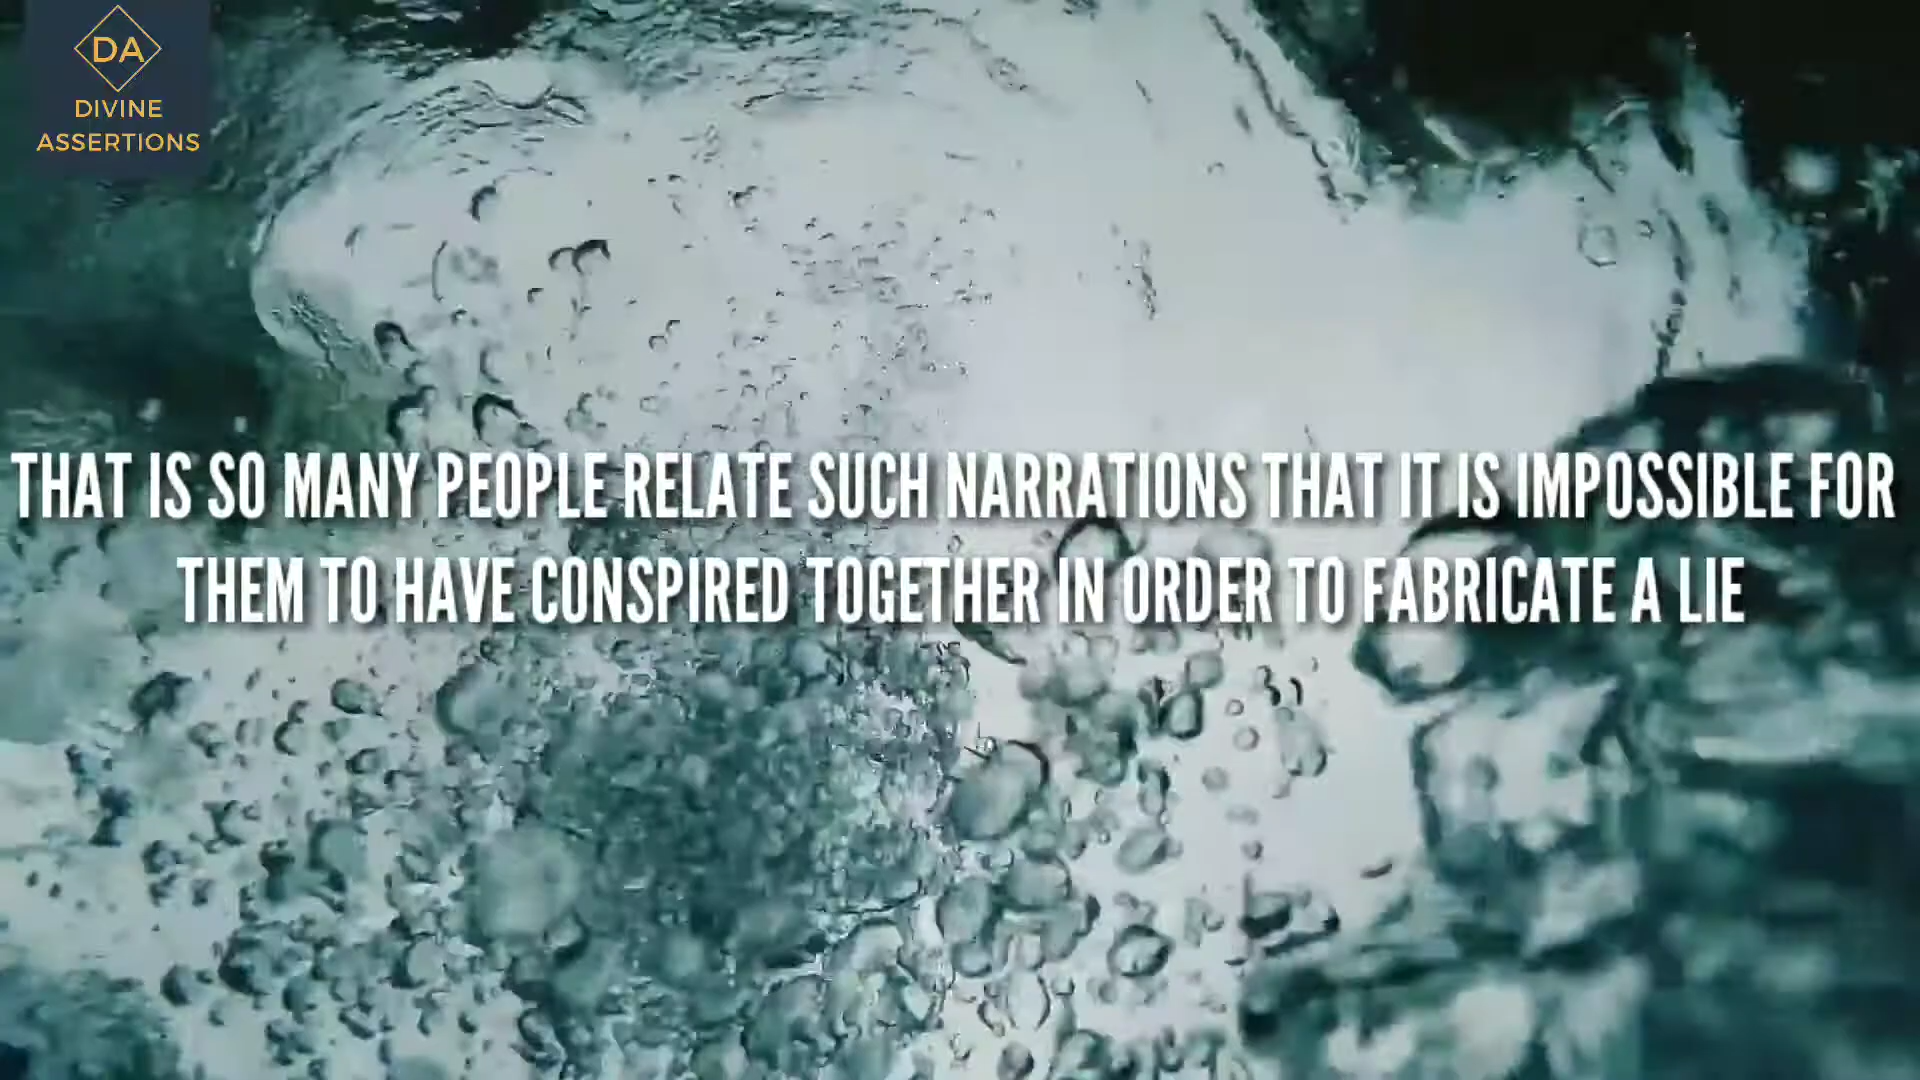 DA
DIVINE
ASSERTIONS
THAT IS SO MANY PEOPLE RELATE SUCH NARRATIONS THAT IT IS IMPOSSIBLE FOR
THEM TO HAVE CONSPIRED TOGETHER IN ORDER TO FABRICATE A LIE